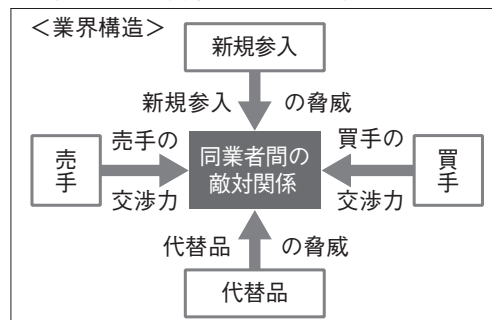 ＜業界構造＞
新規参入
新規参入の脅威
売手
売手の
交渉力
同業者間の
敵対関係
買手の
交渉力
買手
代替品の脅威
代替品